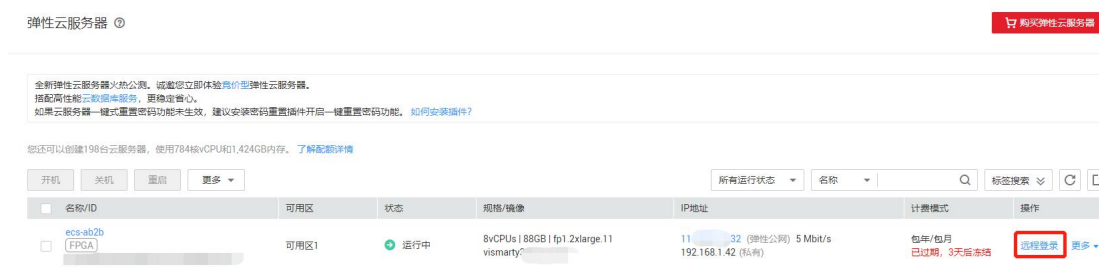 弹性云服务器
购买弹性云服务器
全新弹性云服务器火热公测。诚邀您立即体验竞价型弹性云服务器。
搭配高性能云数据库服务，更稳定省心。
如果云服务器一键式重置密码功能未生效，建议安装密码重置插件开启一键重置密码功能。 如何安装插件?
您还可以创建198台云服务器，使用784核vCPU和1,424GB内存。 了解配额详情
开机 关机 重启 更多 所有运行状态 名称 标签搜索
名称/ID 可用区 状态 规格/镜像 IP地址 计费模式 操作
ecs-ab2b
FPGA
可用区1
运行中
8vCPUs | 88GB | fp1.2xlarge.11
vismarty
11 32 (弹性公网) 5 Mbit/s
192.168.1.42 (私有)
包年/包月
已过期，3天后冻结
远程登录 更多